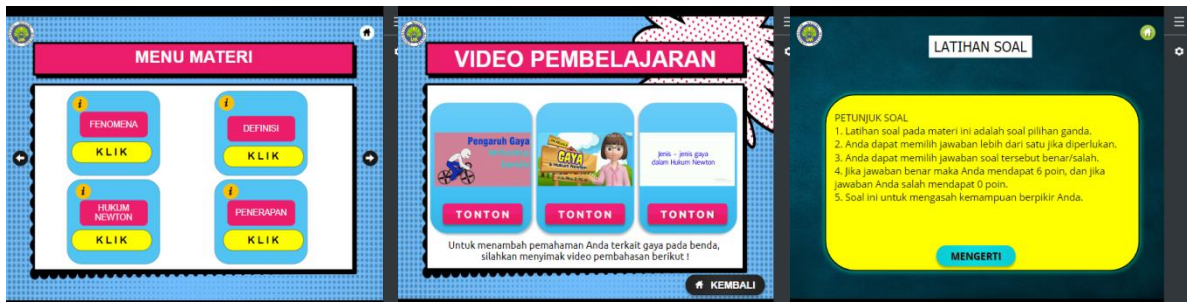 MENU MATERI
i
FENOMENA
KLIK
i
DEFINISI
KLIK
i
HUKUM
NEWTON
KLIK
i
PENERAPAN
KLIK
VIDEO PEMBELAJARAN
Pengaruh Gaya
TONTON
GAYA
& Hukum Newton
TONTON
Jenis - jenis gaya
dalam Hukum Newton
TONTON
Untuk menambah pemahaman Anda terkait gaya pada benda,
silahkan menyimak video pembahasan berikut !
KEMBALI
LATIHAN SOAL
PETUNJUK SOAL
1. Latihan soal pada materi ini adalah soal pilihan ganda.
2. Anda dapat memilih jawaban lebih dari satu jika diperlukan.
3. Anda dapat memilih jawaban soal tersebut benar/salah.
4. Jika jawaban benar maka Anda mendapat 6 poin, dan jika
jawaban Anda salah mendapat 0 poin.
5. Soal ini untuk mengasah kemampuan berpikir Anda.
MENGERTI